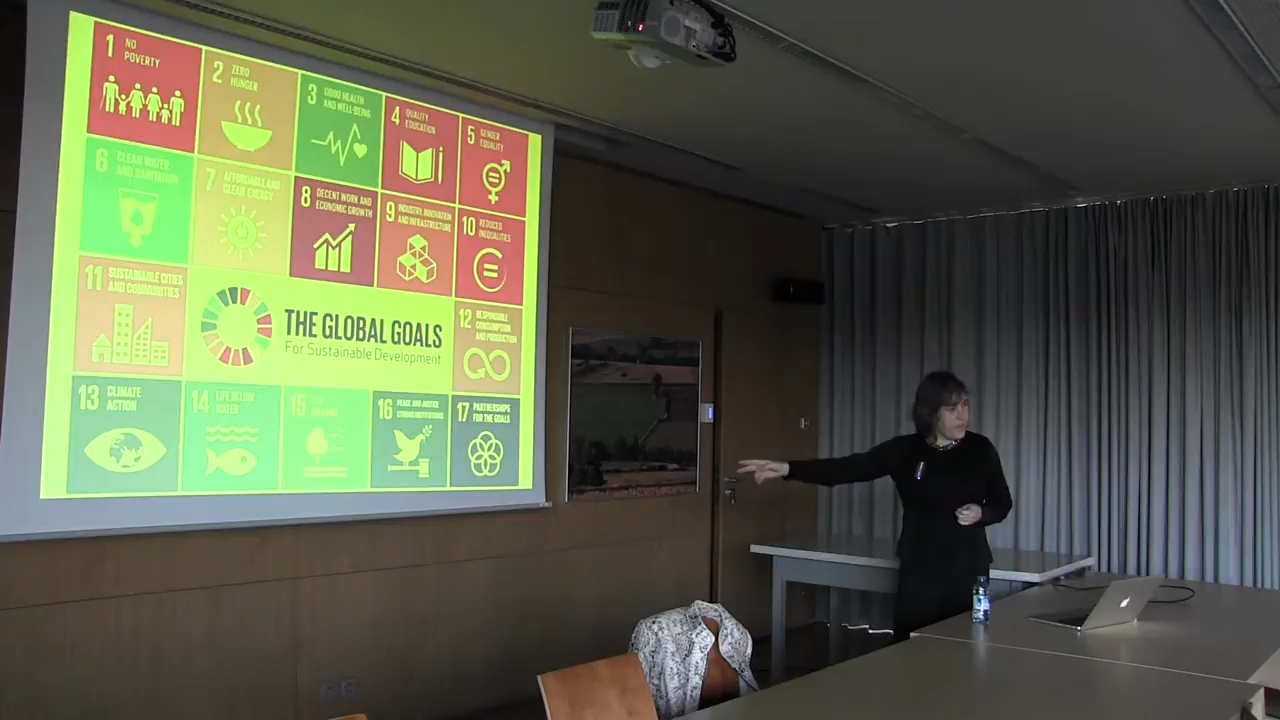 1 NO
POVERTY
2 ZERO
HUNGER
3 GOOD HEALTH
AND WELL-BEING
4 QUALITY
EDUCATION
5 GENDER
EQUALITY
6 CLEAN WATER
AND SANITATION
7 AFFORDABLE AND
CLEAN ENERGY
8 DECENT WORK AND
ECONOMIC GROWTH
9 INDUSTRY, INNOVATION
AND INFRASTRUCTURE
10 REDUCED
INEQUALITIES
11 SUSTAINABLE CITIES
AND COMMUNITIES
THE GLOBAL GOALS
For Sustainable Development
12 RESPONSIBLE
CONSUMPTION
AND PRODUCTION
13 CLIMATE
ACTION
14 LIFE BELOW
WATER
15
16 PEACE AND JUSTICE
STRONG INSTITUTIONS
17 PARTNERSHIPS
FOR THE GOALS